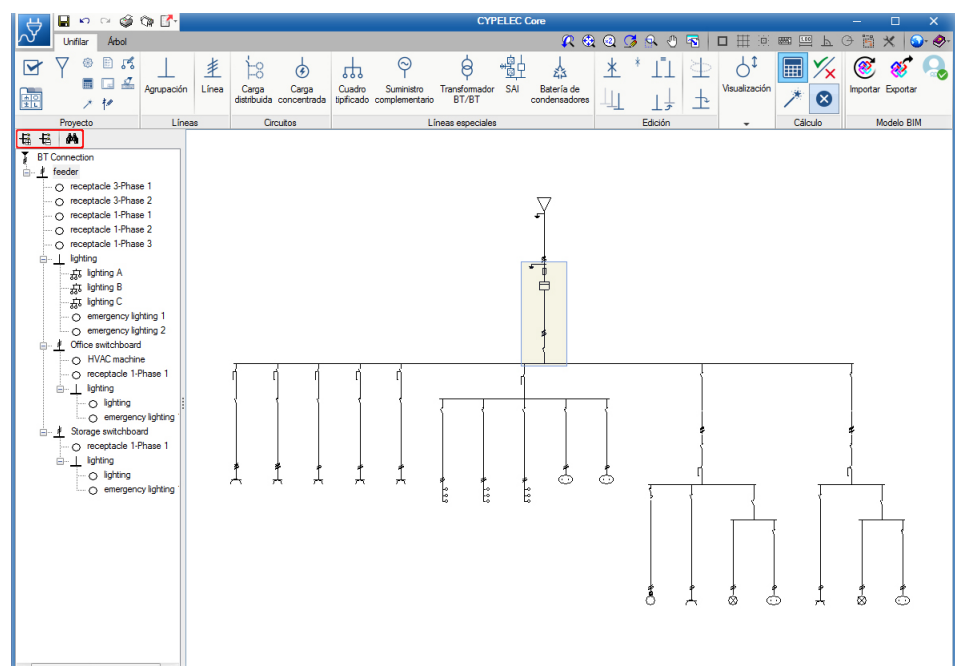 CYPELEC Core
Unifilar Árbol
Agrupación
Línea
Carga distribuida
Carga concentrada
Cuadro tipificado
Suministro complementario
Transformador BT/BT
SAI
Batería de condensadores
Visualización
Importar
Exportar
Proyecto
Líneas
Circuitos
Líneas especiales
Edición
Cálculo
Modelo BIM
BT Connection
feeder
receptacle 3-Phase 1
receptacle 3-Phase 2
receptacle 1-Phase 1
receptacle 1-Phase 2
receptacle 1-Phase 3
lighting
lighting A
lighting B
lighting C
emergency lighting 1
emergency lighting 2
Office switchboard
HVAC machine
receptacle 1-Phase 1
lighting
lighting
emergency lighting
Storage switchboard
receptacle 1-Phase 1
lighting
lighting
emergency lighting